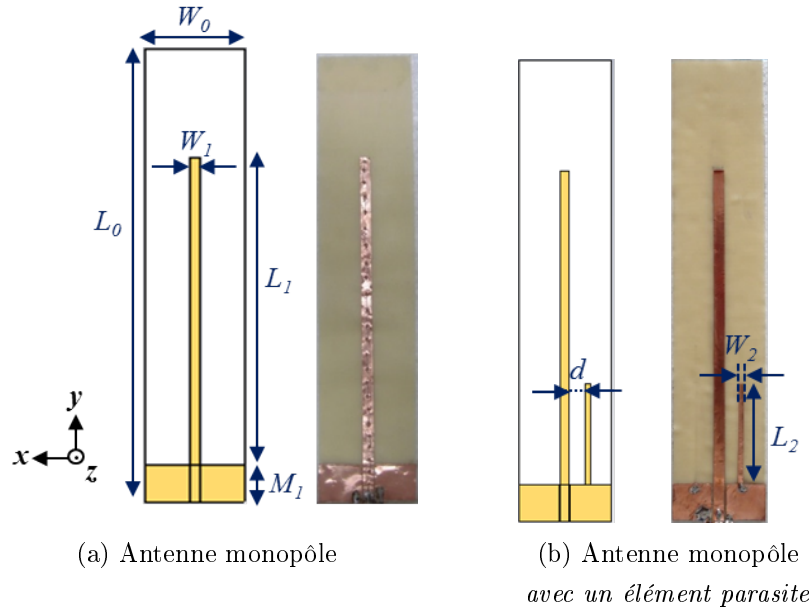 W₀
W₁
L₀
L₁
y
x
z
M₁
d
W₂
L₂
(a) Antenne monopôle
(b) Antenne monopôle
avec un élément parasite